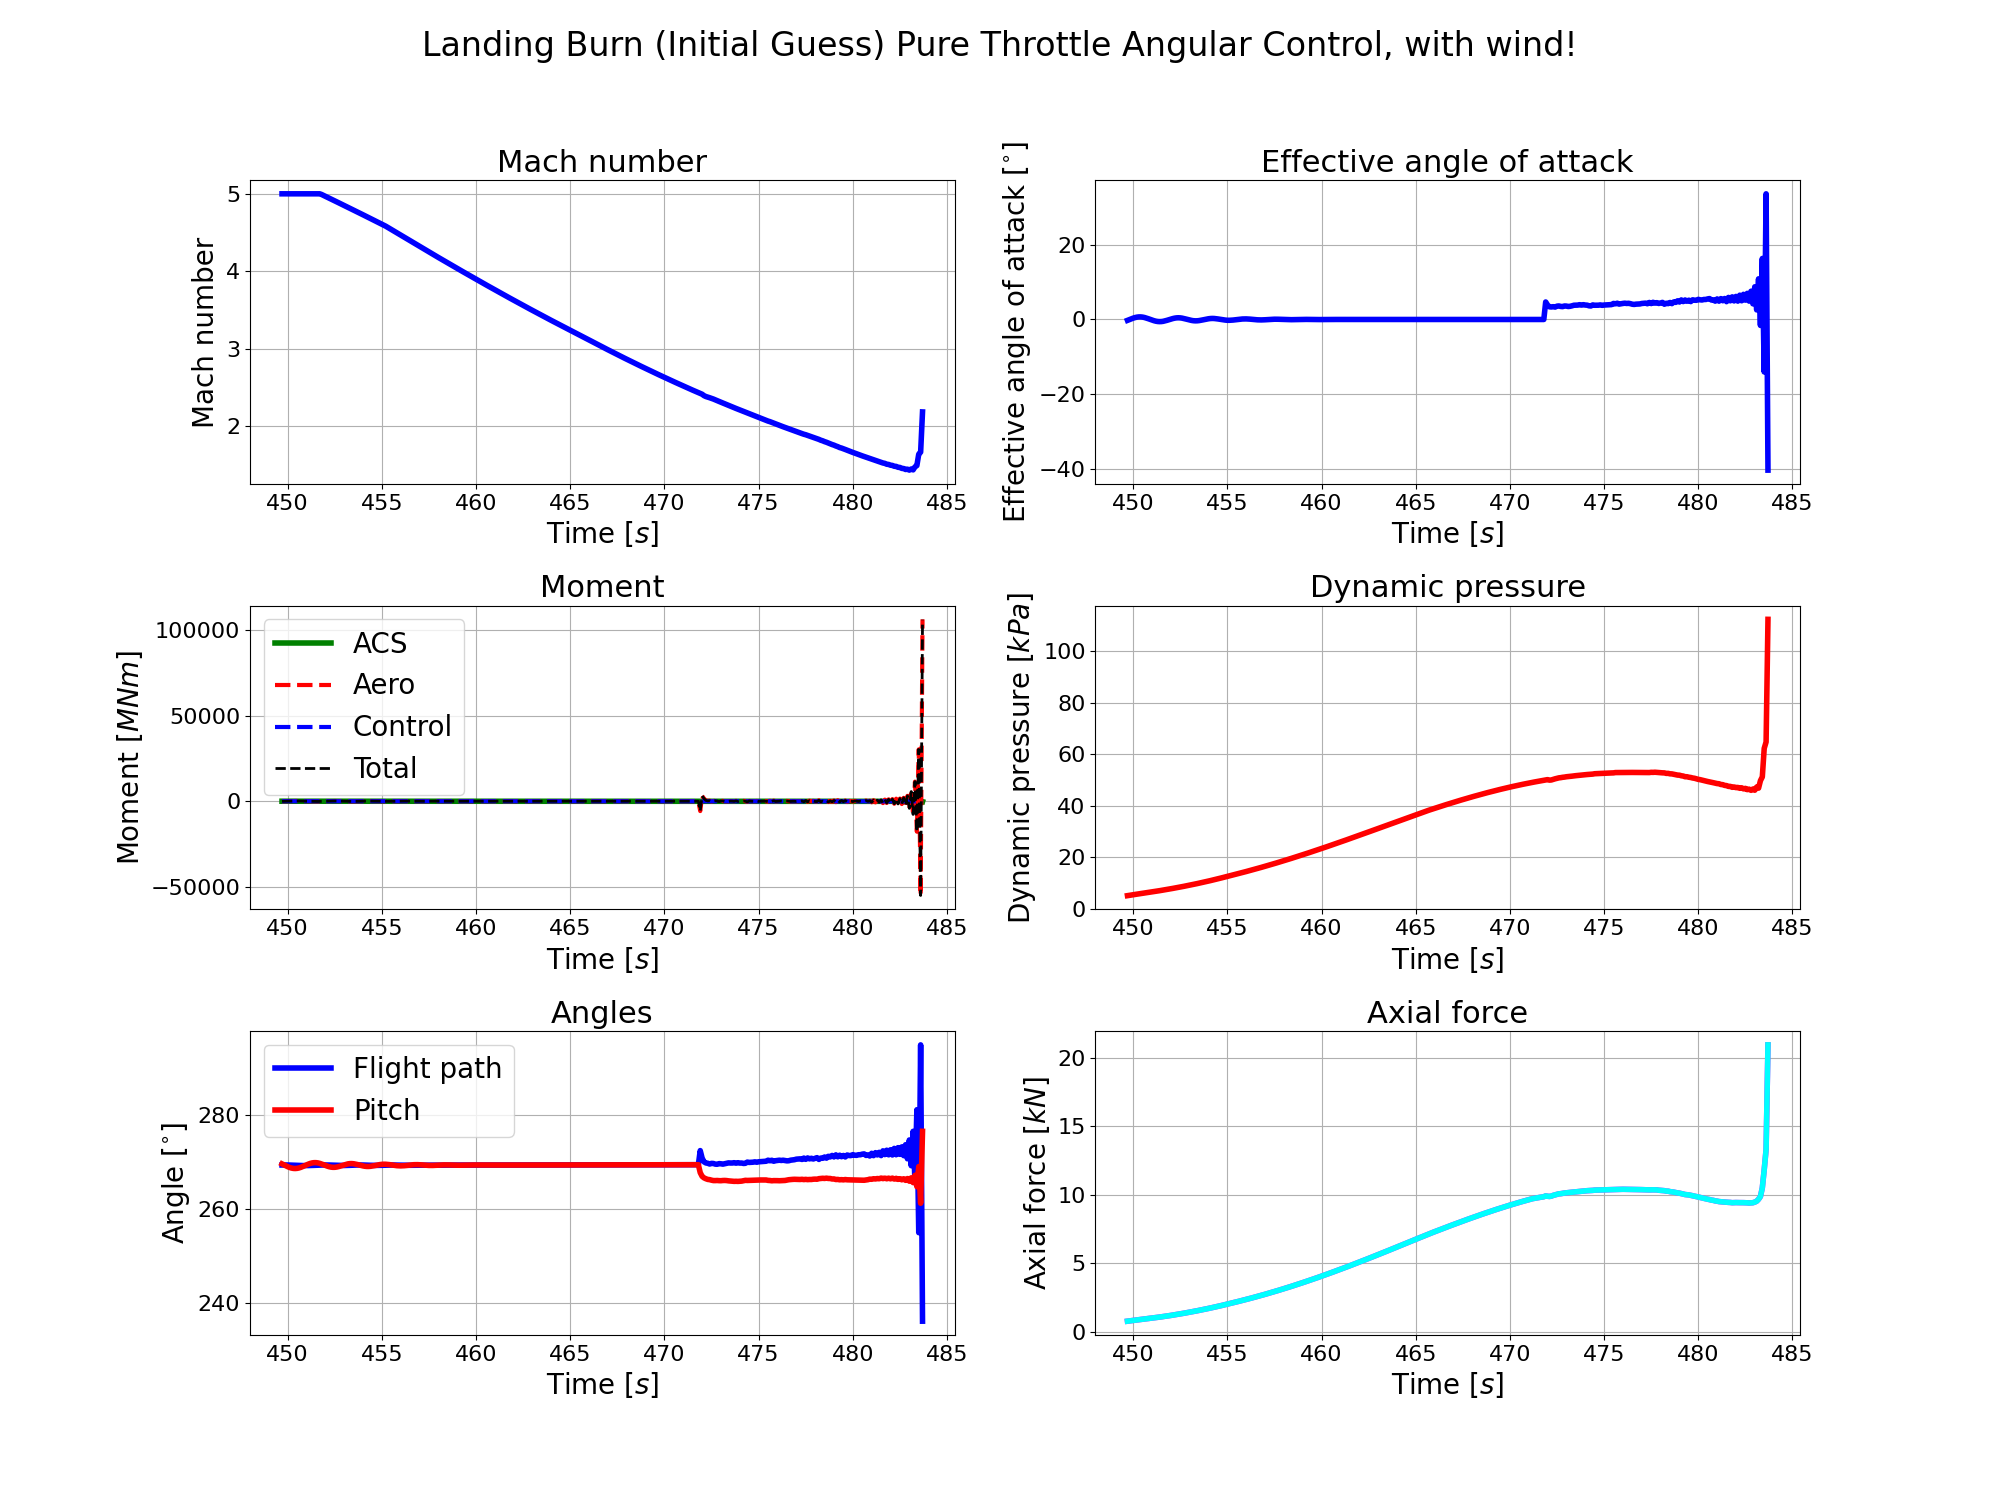 Landing Burn (Initial Guess) Pure Throttle Angular Control, with wind!
Mach number
Mach number
5
4
3
2
450 455 460 465 470 475 480 485
Time [s]
Effective angle of attack
Effective angle of attack [°]
20
0
−20
−40
450 455 460 465 470 475 480 485
Time [s]
Moment
Moment [MNm]
100000
50000
0
−50000
ACS
Aero
Control
Total
450 455 460 465 470 475 480 485
Time [s]
Dynamic pressure
Dynamic pressure [kPa]
100
80
60
40
20
0
450 455 460 465 470 475 480 485
Time [s]
Angles
Angle [°]
280
260
240
Flight path
Pitch
450 455 460 465 470 475 480 485
Time [s]
Axial force
Axial force [kN]
20
15
10
5
0
450 455 460 465 470 475 480 485
Time [s]